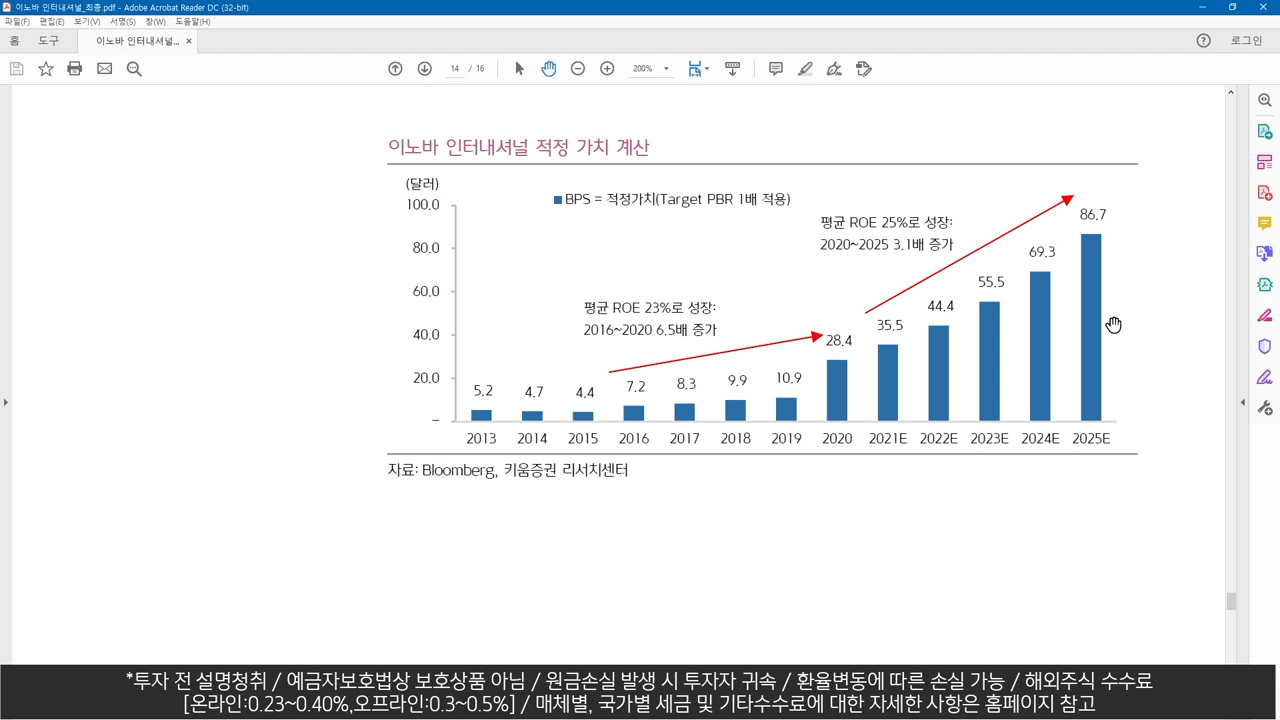 이노바 인터내셔널_최종.pdf - Adobe Acrobat Reader DC (32-bit)
파일(F) 편집(E) 보기(V) 서명(S) 창(W) 도움말(H)
홈 도구 이노바 인터내셔널... × 로그인
14 / 16 200%
이노바 인터내셔널 적정 가치 계산
(달러)
BPS = 적정가치(Target PBR 1배 적용)
100.0
80.0
60.0
40.0
20.0
–
평균 ROE 25%로 성장:
2020~2025 3.1배 증가
평균 ROE 23%로 성장:
2016~2020 6.5배 증가
5.2 4.7 4.4 7.2 8.3 9.9 10.9 28.4 35.5 44.4 55.5 69.3 86.7
2013 2014 2015 2016 2017 2018 2019 2020 2021E 2022E 2023E 2024E 2025E
자료: Bloomberg, 키움증권 리서치센터
*투자 전 설명청취 / 예금자보호법상 보호상품 아님 / 원금손실 발생 시 투자자 귀속 / 환율변동에 따른 손실 가능 / 해외주식 수수료
[온라인:0.23~0.40%,오프라인:0.3~0.5%] / 매체별, 국가별 세금 및 기타수수료에 대한 자세한 사항은 홈페이지 참고